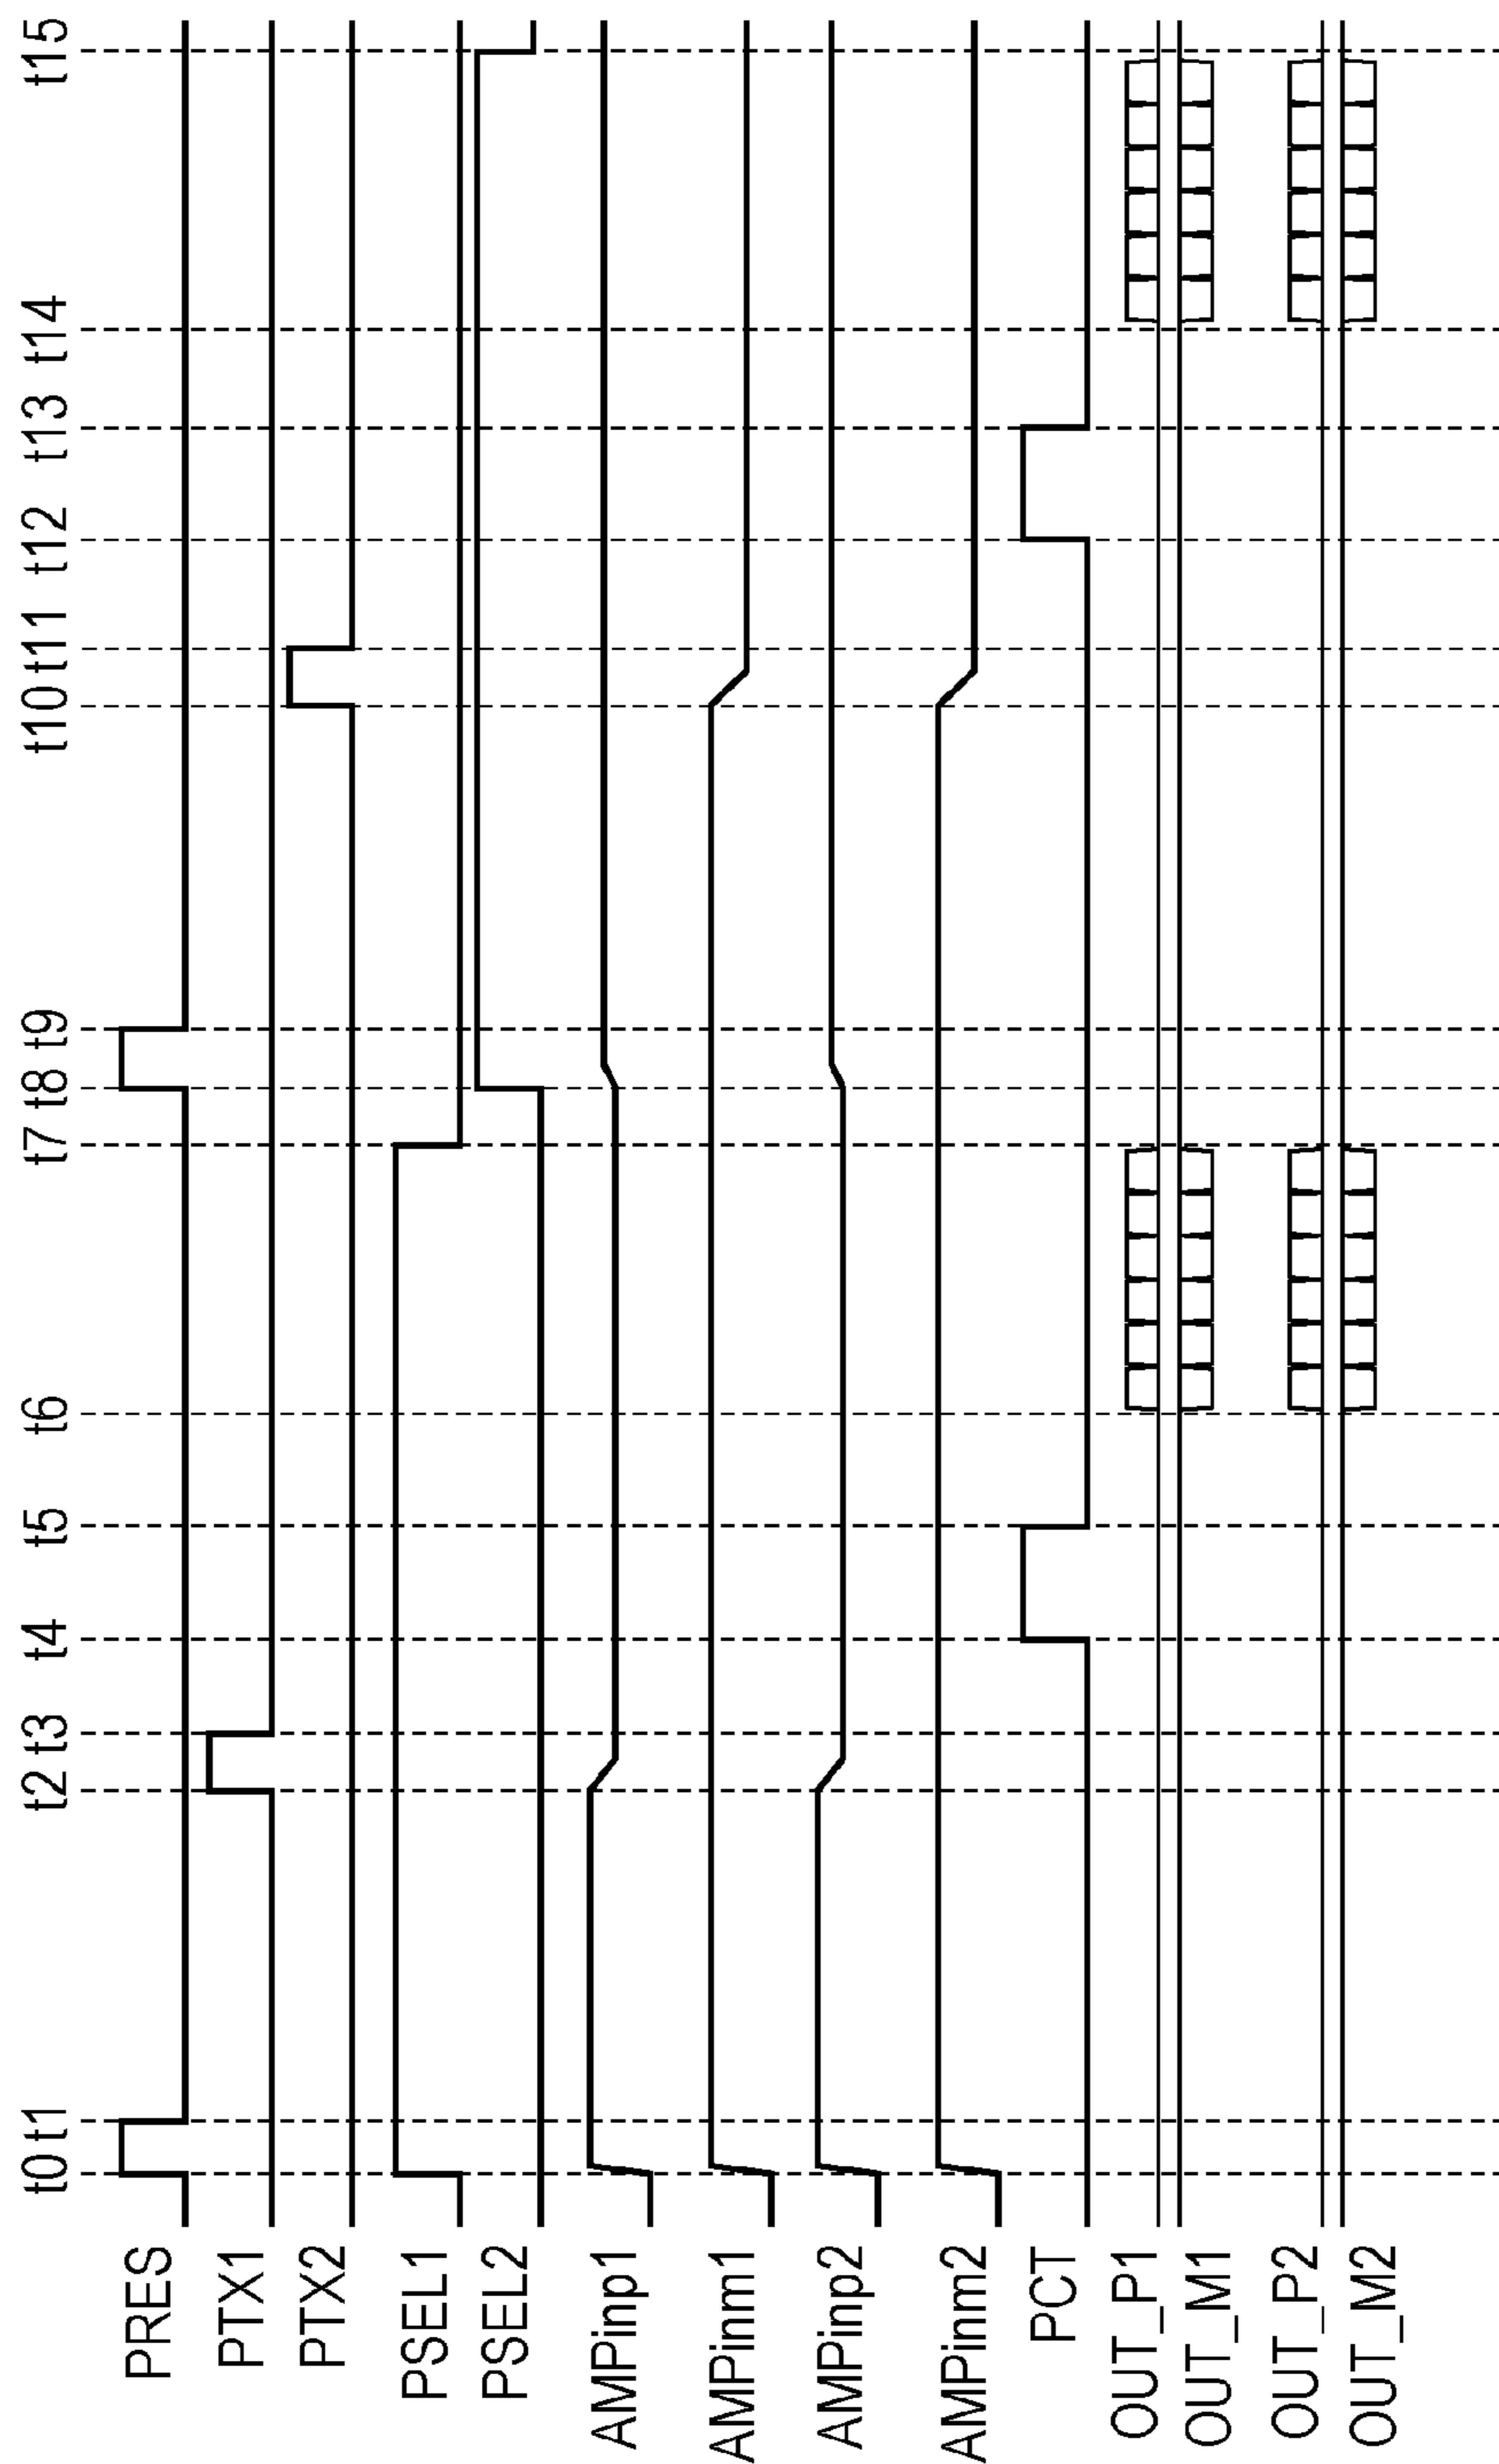 t0 t1 t2 t3 t4 t5 t6 t7 t8 t9 t10 t11 t12 t13 t14 t15
PRES
PTX1
PTX2
PSEL1
PSEL2
AMPinp1
AMPinm1
AMPinp2
AMPinm2
PCT
OUT_P1
OUT_M1
OUT_P2
OUT_M2